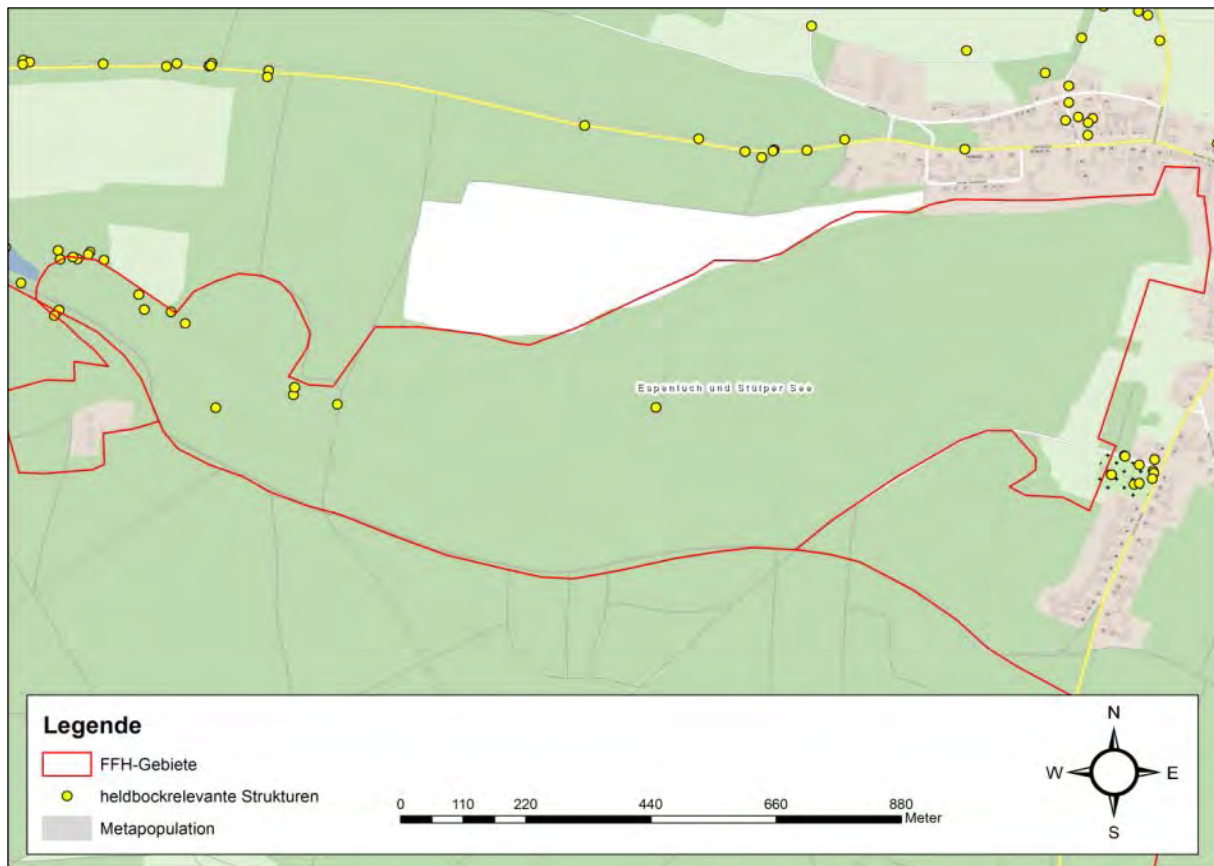 Espenluch und Stülper See
Legende
FFH-Gebiete
heldbockrelevante Strukturen
Metapopulation
0 110 220 440 660 880
Meter
N
W E
S